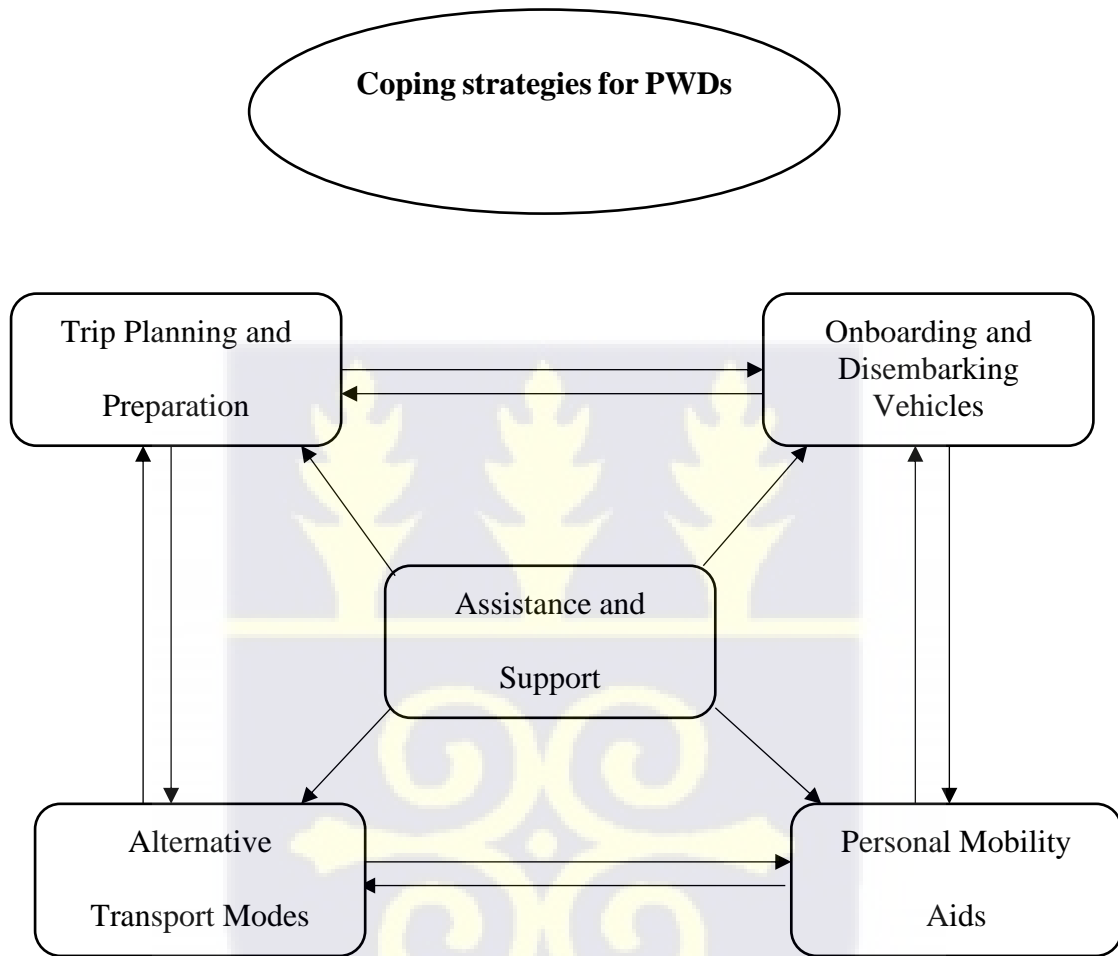 Coping strategies for PWDs
Trip Planning and
Preparation
Onboarding and
Disembarking
Vehicles
Assistance and
Support
Alternative
Transport Modes
Personal Mobility
Aids